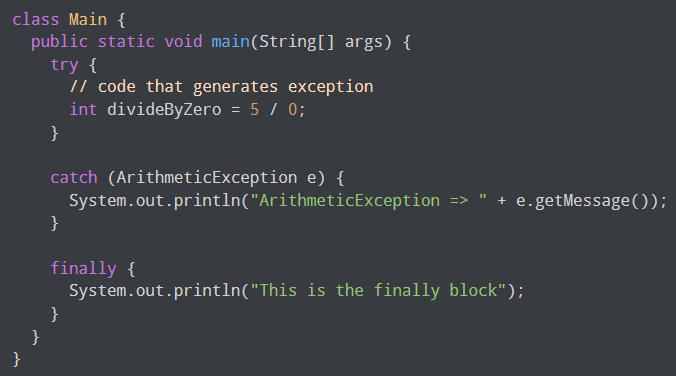 class Main {
  public static void main(String[] args) {
    try {
      // code that generates exception
      int divideByZero = 5 / 0;
    }

    catch (ArithmeticException e) {
      System.out.println("ArithmeticException => " + e.getMessage());
    }

    finally {
      System.out.println("This is the finally block");
    }
  }
}